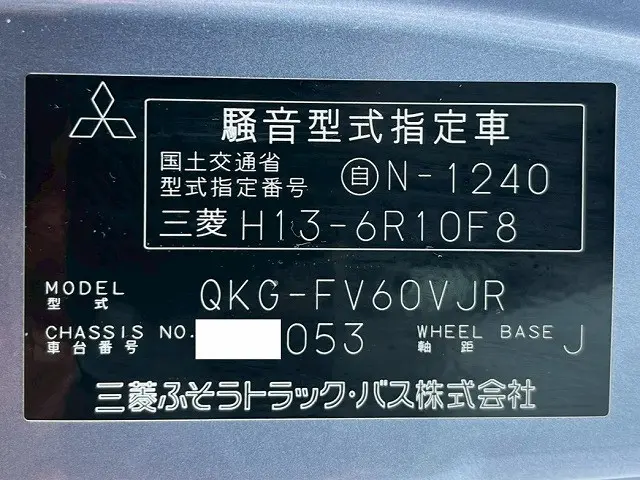 騒音型式指定車
国土交通省
型式指定番号 自N-1240
三菱 H13-6R10F8
MODEL QKG-FV60VJR
型式
CHASSIS NO. 053 WHEEL BASE J
車台番号 軸距
三菱ふそうトラック・バス株式会社